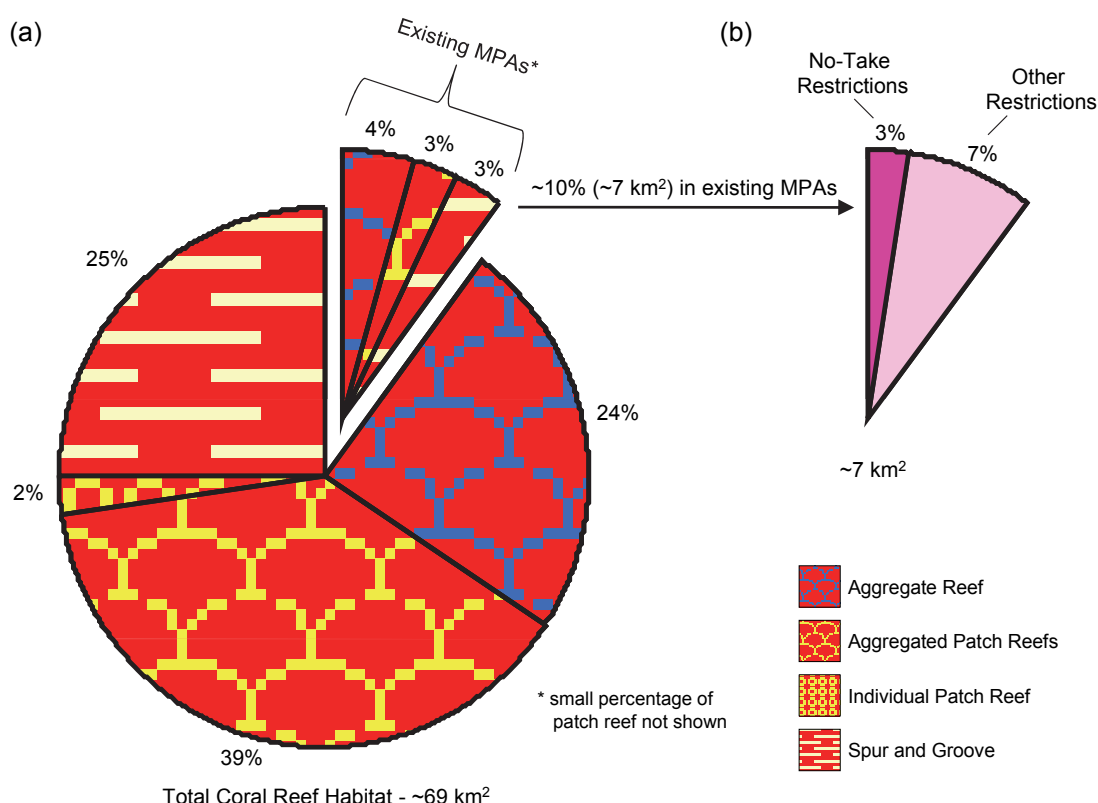 (a)
Existing MPAs*
4%
3%
3%
25%
24%
2%
39%
~10% (~7 km²) in existing MPAs
* small percentage of
patch reef not shown
Total Coral Reef Habitat - ~69 km²
(b)
No-Take
Restrictions
Other
Restrictions
3%
7%
~7 km²
Aggregate Reef
Aggregated Patch Reefs
Individual Patch Reef
Spur and Groove